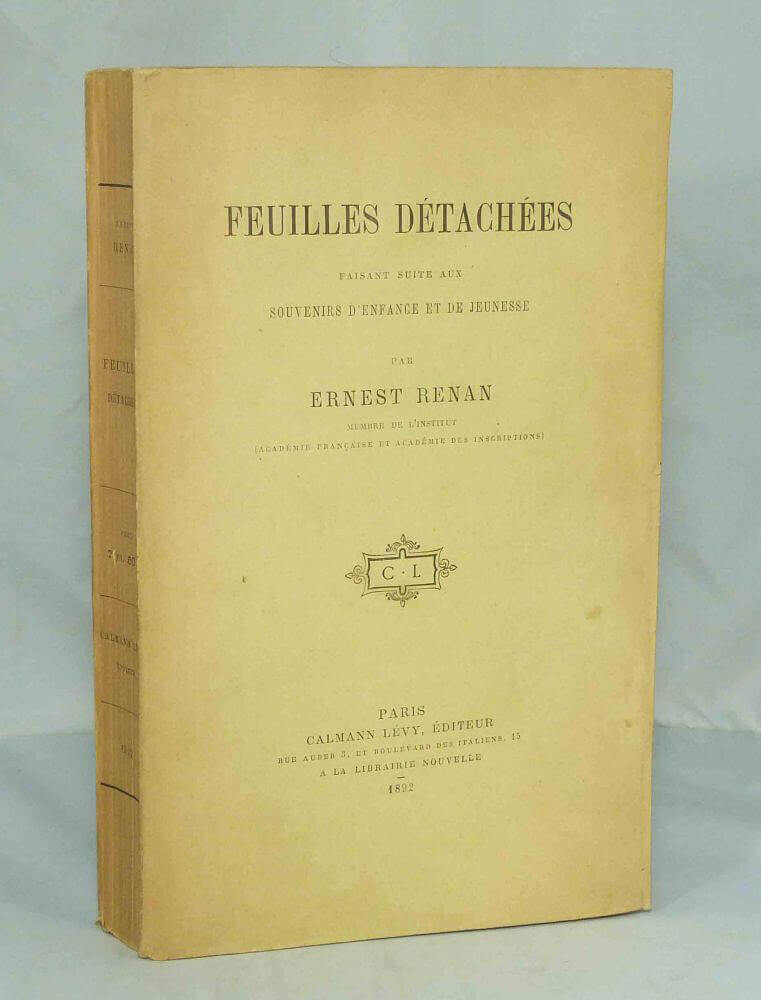 FEUILLES DÉTACHÉES
FAISANT SUITE AUX
SOUVENIRS D'ENFANCE ET DE JEUNESSE
PAR
ERNEST RENAN
MEMBRE DE L'INSTITUT
(ACADÉMIE FRANÇAISE ET ACADÉMIE DES INSCRIPTIONS)
C · L
PARIS
CALMANN LÉVY, ÉDITEUR
RUE AUBER 3, ET BOULEVARD DES ITALIENS, 15
A LA LIBRAIRIE NOUVELLE
1892